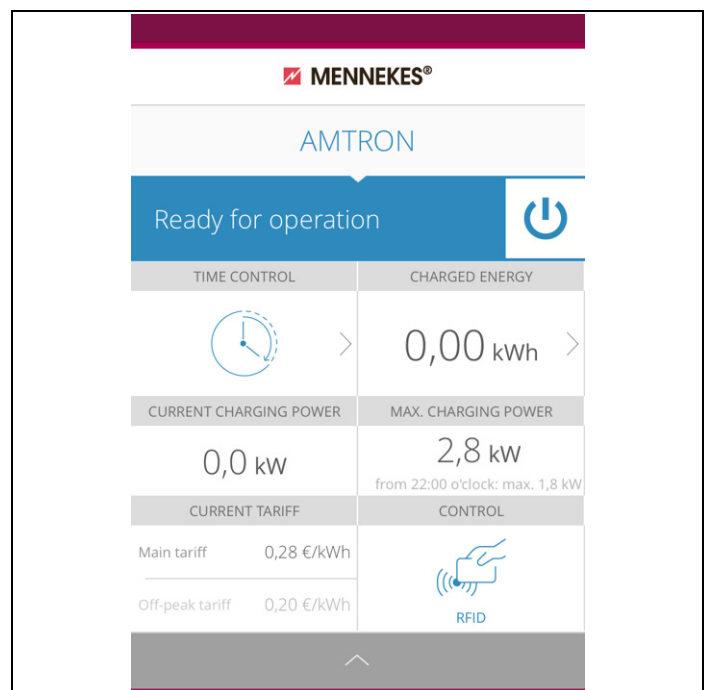 MENNEKES®
AMTRON
Ready for operation
TIME CONTROL
CHARGED ENERGY
0,00 kWh
CURRENT CHARGING POWER
MAX. CHARGING POWER
0,0 kW
2,8 kW
from 22:00 o'clock: max. 1,8 kW
CURRENT TARIFF
CONTROL
Main tariff 0,28 €/kWh
Off-peak tariff 0,20 €/kWh
RFID